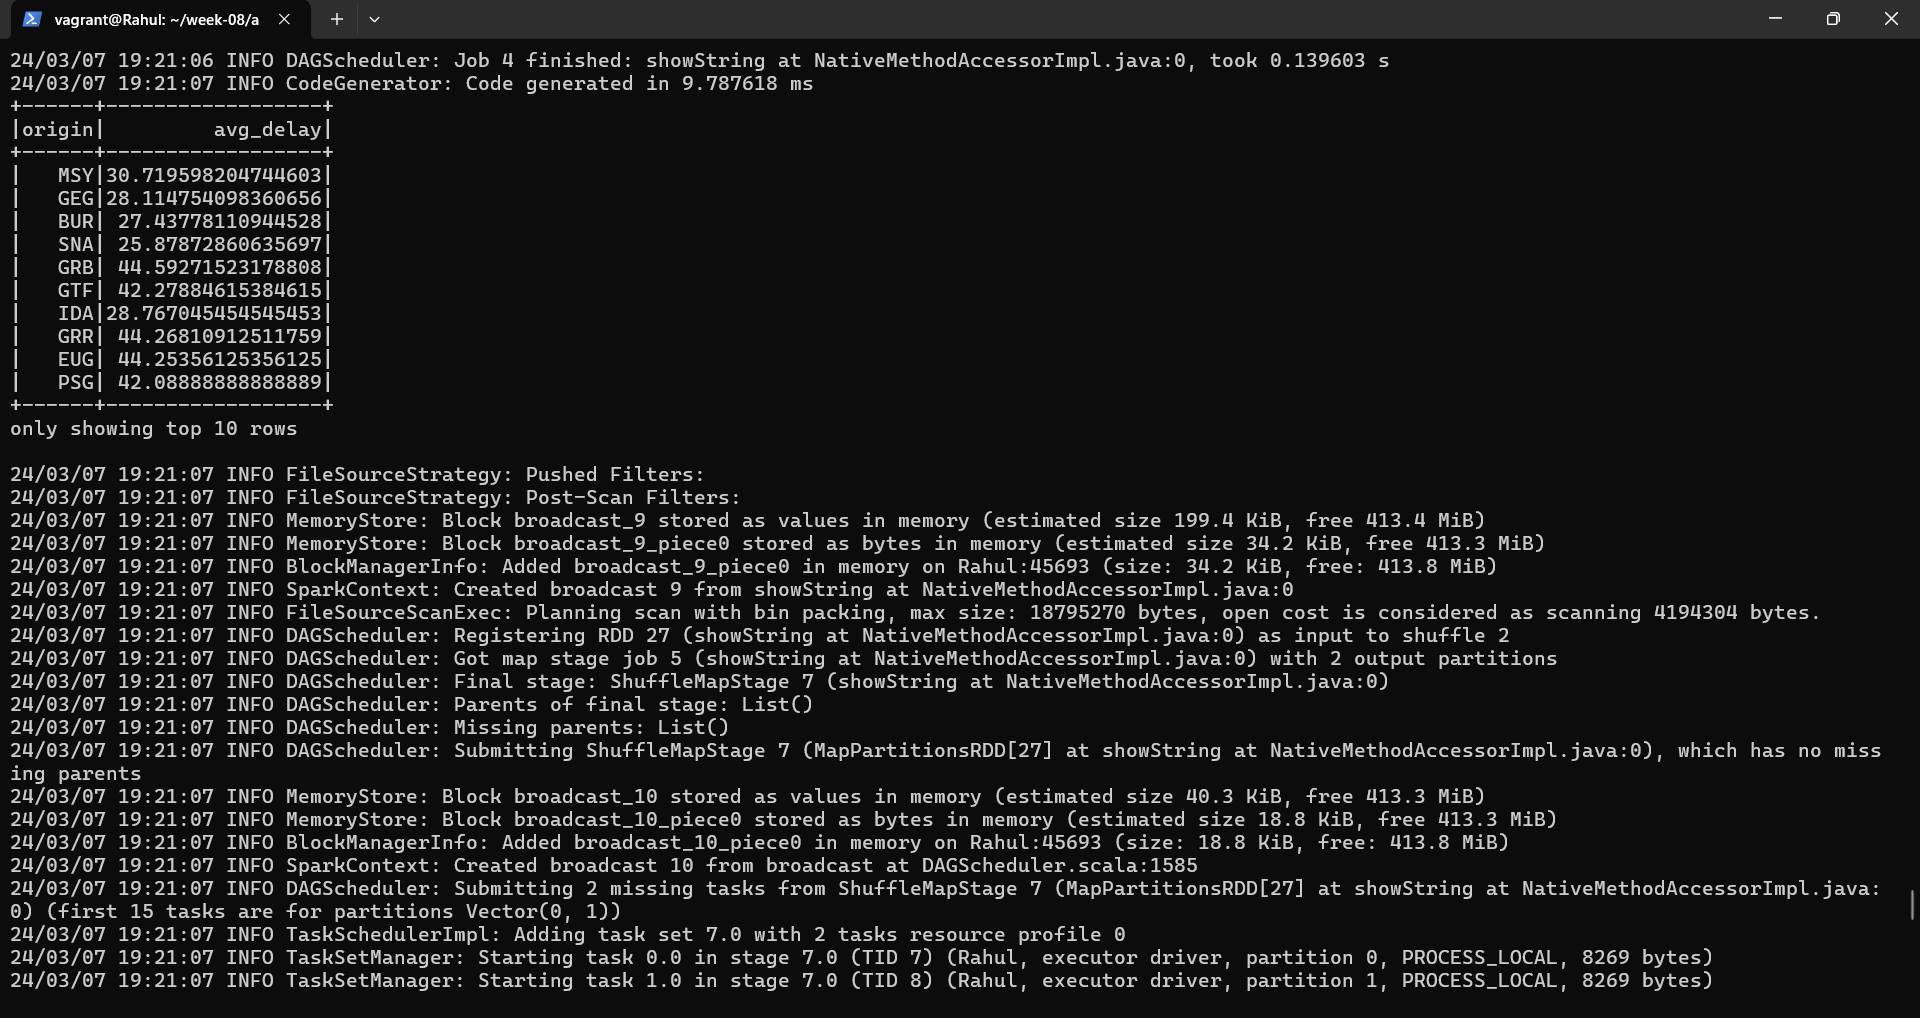 vagrant@Rahul: ~/week-08/a
24/03/07 19:21:06 INFO DAGScheduler: Job 4 finished: showString at NativeMethodAccessorImpl.java:0, took 0.139603 s
24/03/07 19:21:07 INFO CodeGenerator: Code generated in 9.787618 ms
+------+------------------+
|origin|         avg_delay|
+------+------------------+
|   MSY|30.719598204744603|
|   GEG|28.114754098360656|
|   BUR| 27.43778110944528|
|   SNA| 25.87872860635697|
|   GRB| 44.59271523178808|
|   GTF| 42.27884615384615|
|   IDA|28.767045454545453|
|   GRR| 44.26810912511759|
|   EUG| 44.25356125356125|
|   PSG| 42.08888888888889|
+------+------------------+
only showing top 10 rows
24/03/07 19:21:07 INFO FileSourceStrategy: Pushed Filters:
24/03/07 19:21:07 INFO FileSourceStrategy: Post-Scan Filters:
24/03/07 19:21:07 INFO MemoryStore: Block broadcast_9 stored as values in memory (estimated size 199.4 KiB, free 413.4 MiB)
24/03/07 19:21:07 INFO MemoryStore: Block broadcast_9_piece0 stored as bytes in memory (estimated size 34.2 KiB, free 413.3 MiB)
24/03/07 19:21:07 INFO BlockManagerInfo: Added broadcast_9_piece0 in memory on Rahul:45693 (size: 34.2 KiB, free: 413.8 MiB)
24/03/07 19:21:07 INFO SparkContext: Created broadcast 9 from showString at NativeMethodAccessorImpl.java:0
24/03/07 19:21:07 INFO FileSourceScanExec: Planning scan with bin packing, max size: 18795270 bytes, open cost is considered as scanning 4194304 bytes.
24/03/07 19:21:07 INFO DAGScheduler: Registering RDD 27 (showString at NativeMethodAccessorImpl.java:0) as input to shuffle 2
24/03/07 19:21:07 INFO DAGScheduler: Got map stage job 5 (showString at NativeMethodAccessorImpl.java:0) with 2 output partitions
24/03/07 19:21:07 INFO DAGScheduler: Final stage: ShuffleMapStage 7 (showString at NativeMethodAccessorImpl.java:0)
24/03/07 19:21:07 INFO DAGScheduler: Parents of final stage: List()
24/03/07 19:21:07 INFO DAGScheduler: Missing parents: List()
24/03/07 19:21:07 INFO DAGScheduler: Submitting ShuffleMapStage 7 (MapPartitionsRDD[27] at showString at NativeMethodAccessorImpl.java:0), which has no miss
ing parents
24/03/07 19:21:07 INFO MemoryStore: Block broadcast_10 stored as values in memory (estimated size 40.3 KiB, free 413.3 MiB)
24/03/07 19:21:07 INFO MemoryStore: Block broadcast_10_piece0 stored as bytes in memory (estimated size 18.8 KiB, free 413.3 MiB)
24/03/07 19:21:07 INFO BlockManagerInfo: Added broadcast_10_piece0 in memory on Rahul:45693 (size: 18.8 KiB, free: 413.8 MiB)
24/03/07 19:21:07 INFO SparkContext: Created broadcast 10 from broadcast at DAGScheduler.scala:1585
24/03/07 19:21:07 INFO DAGScheduler: Submitting 2 missing tasks from ShuffleMapStage 7 (MapPartitionsRDD[27] at showString at NativeMethodAccessorImpl.java:
0) (first 15 tasks are for partitions Vector(0, 1))
24/03/07 19:21:07 INFO TaskSchedulerImpl: Adding task set 7.0 with 2 tasks resource profile 0
24/03/07 19:21:07 INFO TaskSetManager: Starting task 0.0 in stage 7.0 (TID 7) (Rahul, executor driver, partition 0, PROCESS_LOCAL, 8269 bytes)
24/03/07 19:21:07 INFO TaskSetManager: Starting task 1.0 in stage 7.0 (TID 8) (Rahul, executor driver, partition 1, PROCESS_LOCAL, 8269 bytes)